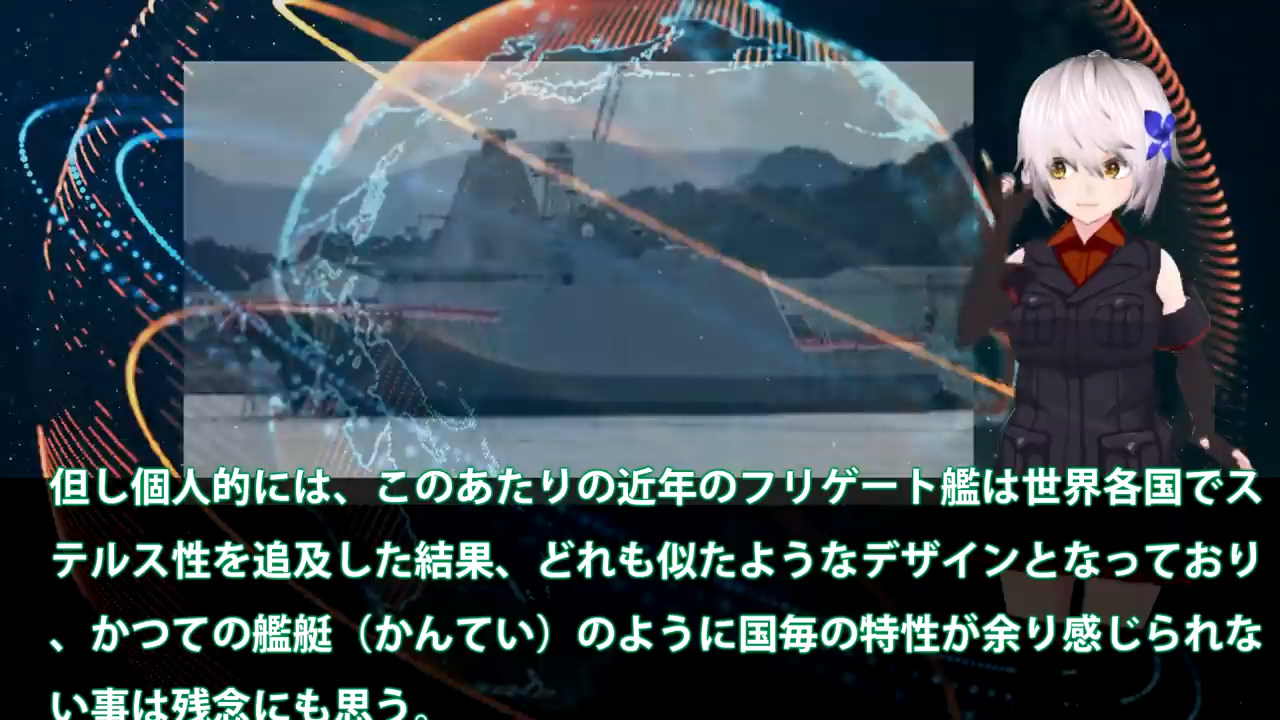 但し個人的には、このあたりの近年のフリゲート艦は世界各国でス
テルス性を追及した結果、どれも似たようなデザインとなっており
、かつての艦艇（かんてい）のように国毎の特性が余り感じられな
い事は残念にも思う。